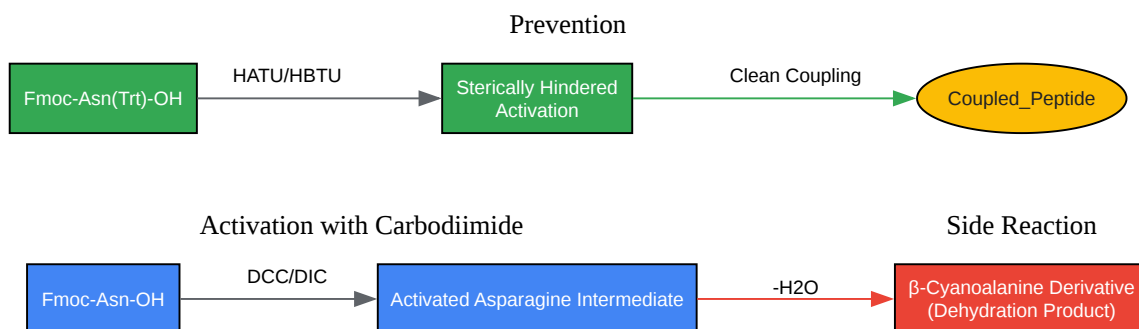 Prevention
HATU/HBTU
Clean Coupling
Fmoc-Asn(Trt)-OH
Sterically Hindered
Activation
Coupled_Peptide
Activation with Carbodiimide
Side Reaction
DCC/DIC
-H2O
Fmoc-Asn-OH
Activated Asparagine Intermediate
β-Cyanoalanine Derivative
(Dehydration Product)